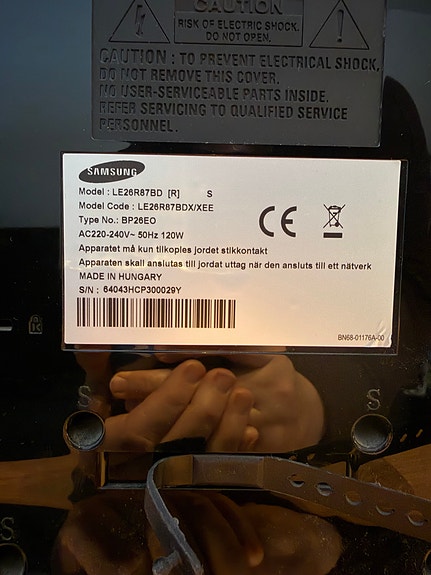 CAUTION
RISK OF ELECTRIC SHOCK.
DO NOT OPEN.
CAUTION : TO PREVENT ELECTRICAL SHOCK,
DO NOT REMOVE THIS COVER.
NO USER-SERVICEABLE PARTS INSIDE.
REFER SERVICING TO QUALIFIED SERVICE
PERSONNEL.
SAMSUNG
Model : LE26R87BD [R] S
Model Code : LE26R87BDX/XEE
Type No.: BP26EO
AC220-240V~ 50Hz 120W
CE
Apparatet må kun tilkoples jordet stikkontakt
Apparaten skall anslutas till jordat uttag när den ansluts till ett nätverk
MADE IN HUNGARY
S/N : 64043HCP300029Y
BN68-01176A-00
S
S
S
S